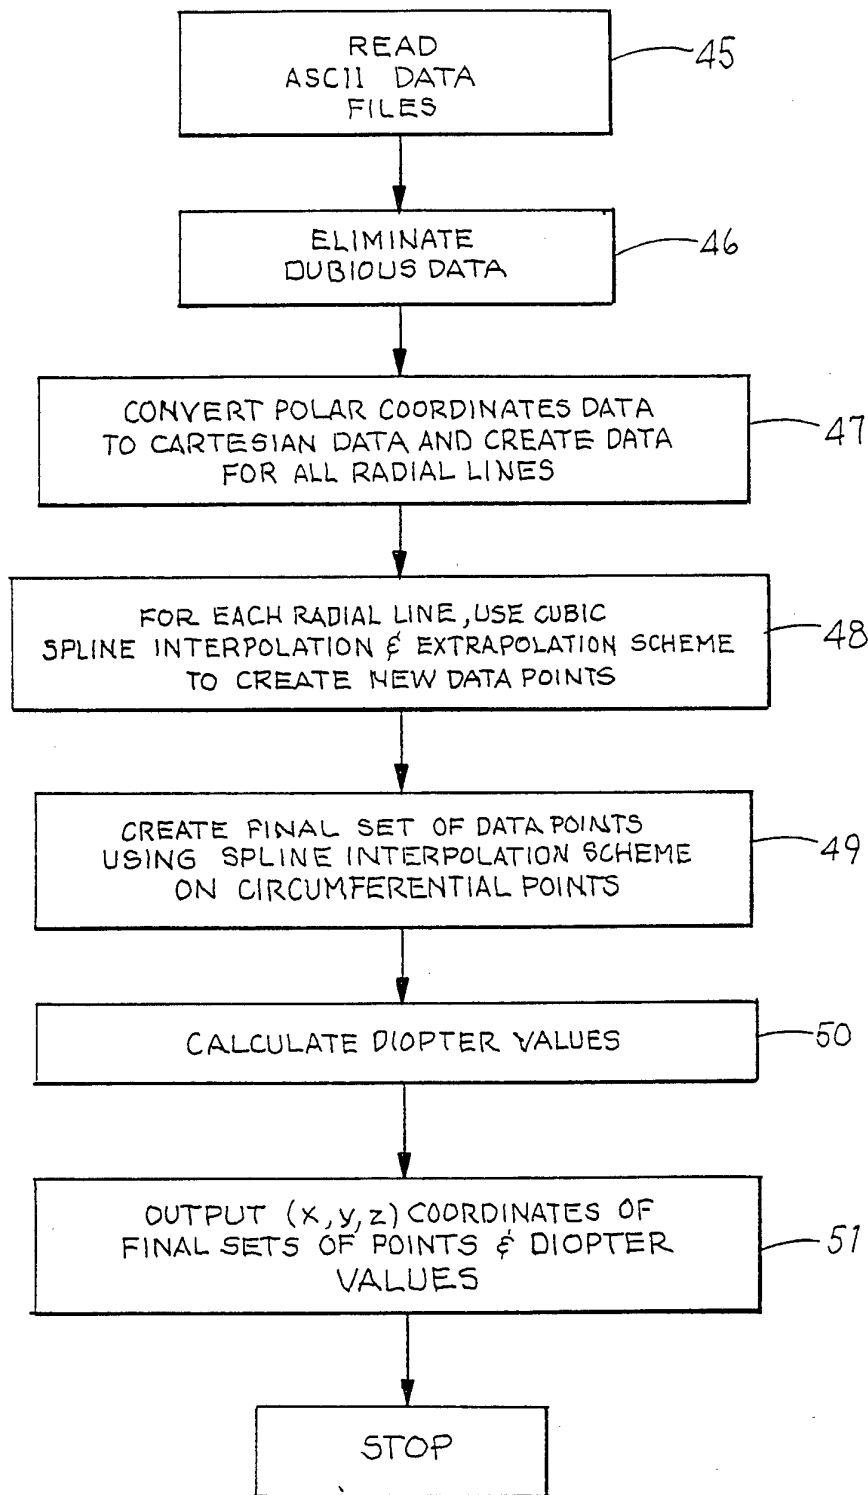 READ
ASCII DATA
FILES
45
ELIMINATE
DUBIOUS DATA
46
CONVERT POLAR COORDINATES DATA
TO CARTESIAN DATA AND CREATE DATA
FOR ALL RADIAL LINES
47
FOR EACH RADIAL LINE, USE CUBIC
SPLINE INTERPOLATION & EXTRAPOLATION SCHEME
TO CREATE NEW DATA POINTS
48
CREATE FINAL SET OF DATA POINTS
USING SPLINE INTERPOLATION SCHEME
ON CIRCUMFERENTIAL POINTS
49
CALCULATE DIOPTER VALUES
50
OUTPUT (x, y, z) COORDINATES OF
FINAL SETS OF POINTS & DIOPTER
VALUES
51
STOP